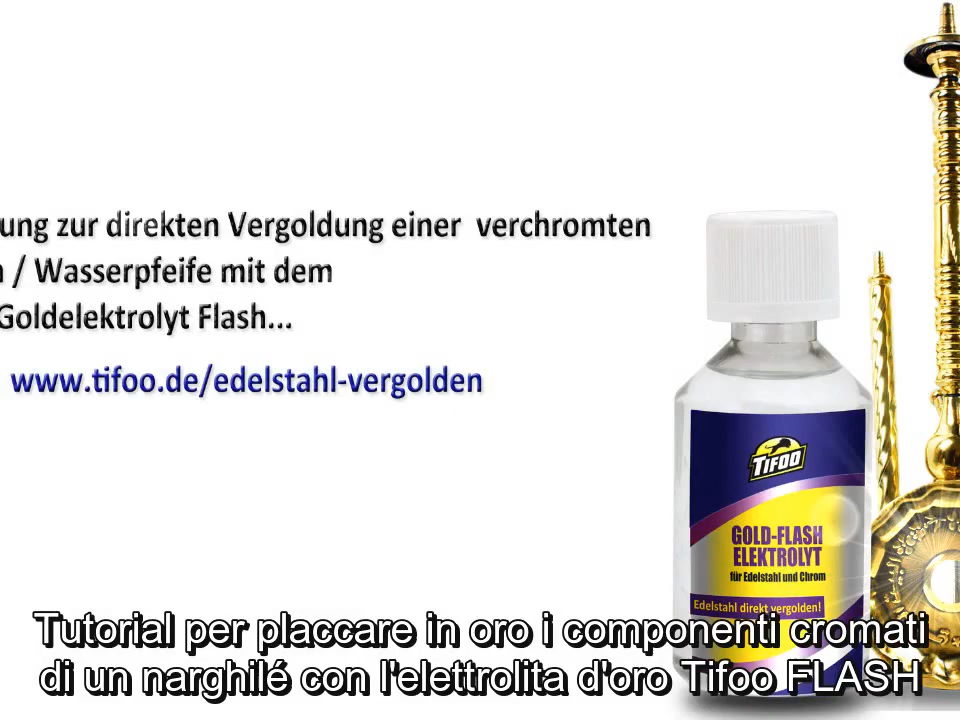 ung zur direkten Vergoldung einer verchromten
/ Wasserpfeife mit dem
Goldelektrolyt Flash...
www.tifoo.de/edelstahl-vergolden
TIFOO
GOLD-FLASH
ELEKTROLYT
für Edelstahl und Chrom
Edelstahl direkt vergolden!
Tutorial per placcare in oro i componenti cromati
di un narghilé con l'elettrolita d'oro Tifoo FLASH